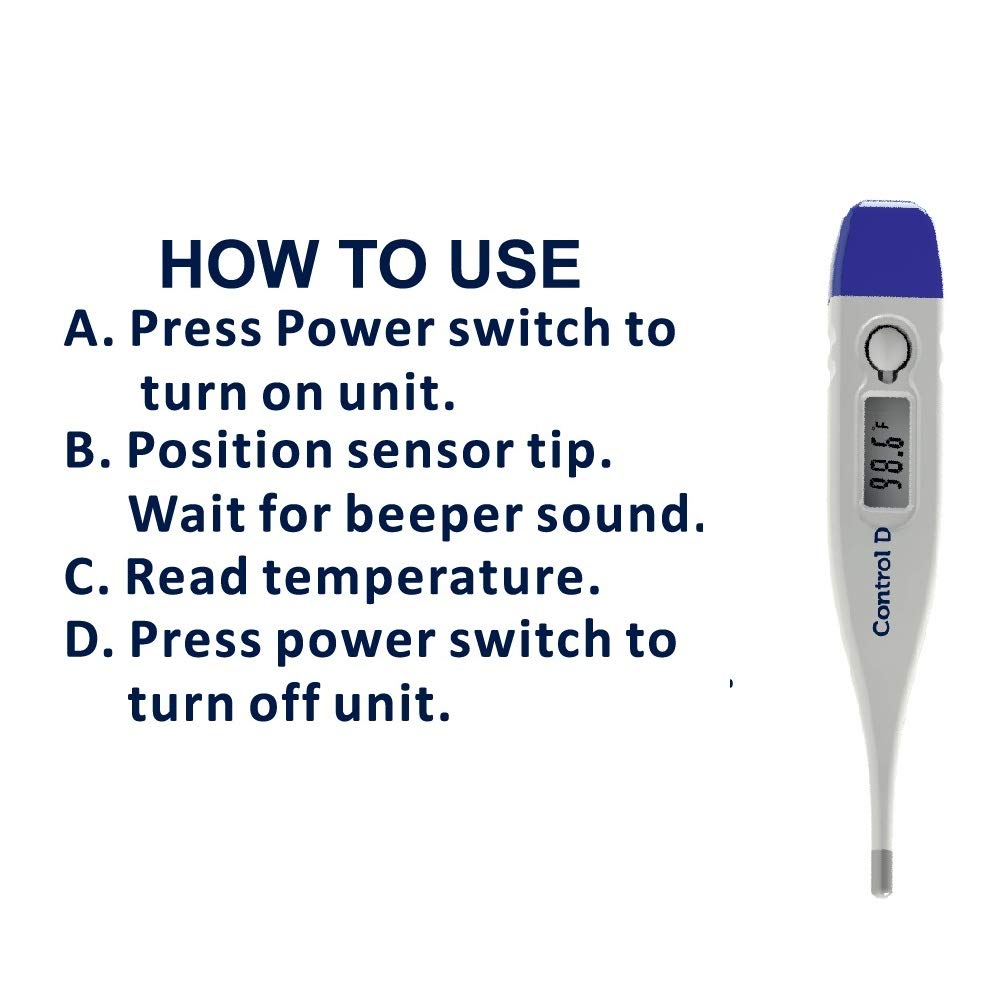 HOW TO USE
A. Press Power switch to
turn on unit.
B. Position sensor tip.
Wait for beeper sound.
C. Read temperature.
D. Press power switch to
turn off unit.
98.6 °F
Control D